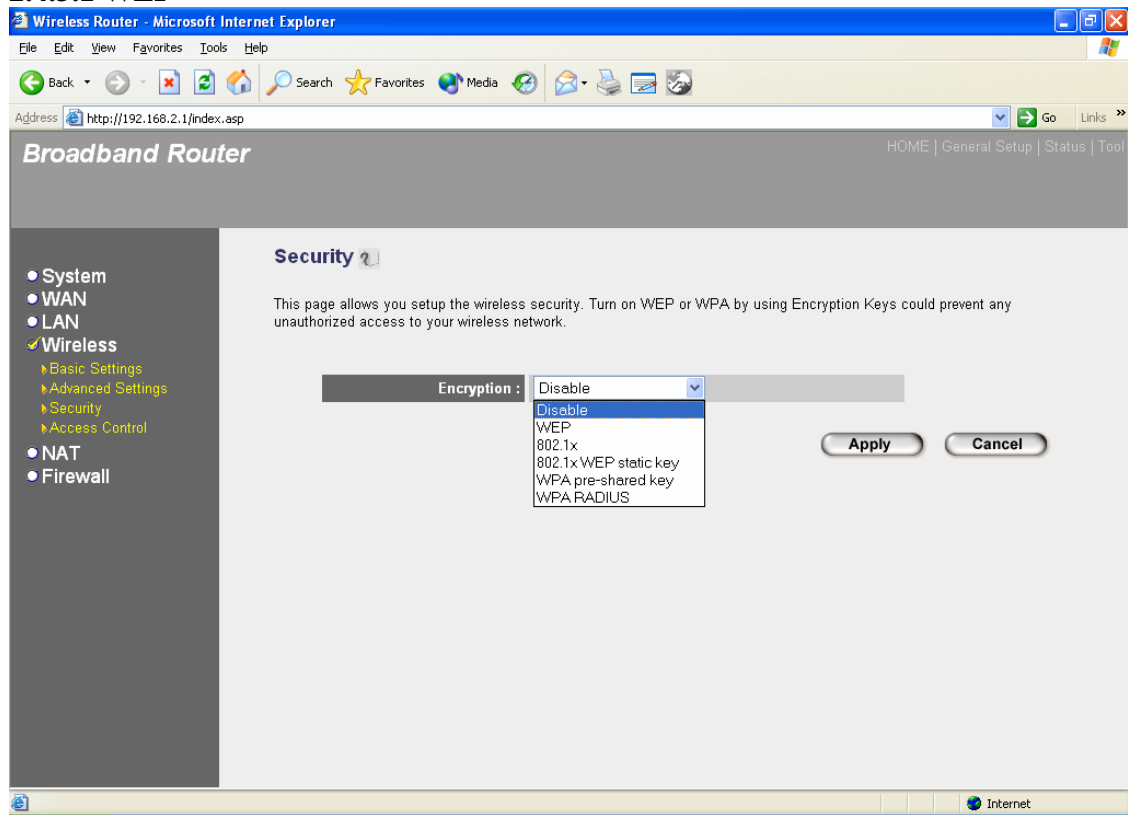 Wireless Router - Microsoft Internet Explorer
File Edit View Favorites Tools Help
Back Search Favorites Media
Address http://192.168.2.1/index.asp Go Links »
Broadband Router
HOME | General Setup | Status | Tool
Security
System
WAN
LAN
Wireless
Basic Settings
Advanced Settings
Security
Access Control
NAT
Firewall
This page allows you setup the wireless security. Turn on WEP or WPA by using Encryption Keys could prevent any
unauthorized access to your wireless network.
Encryption : Disable
Disable
WEP
802.1x
802.1x WEP static key
WPA pre-shared key
WPA RADIUS
Apply Cancel
Internet